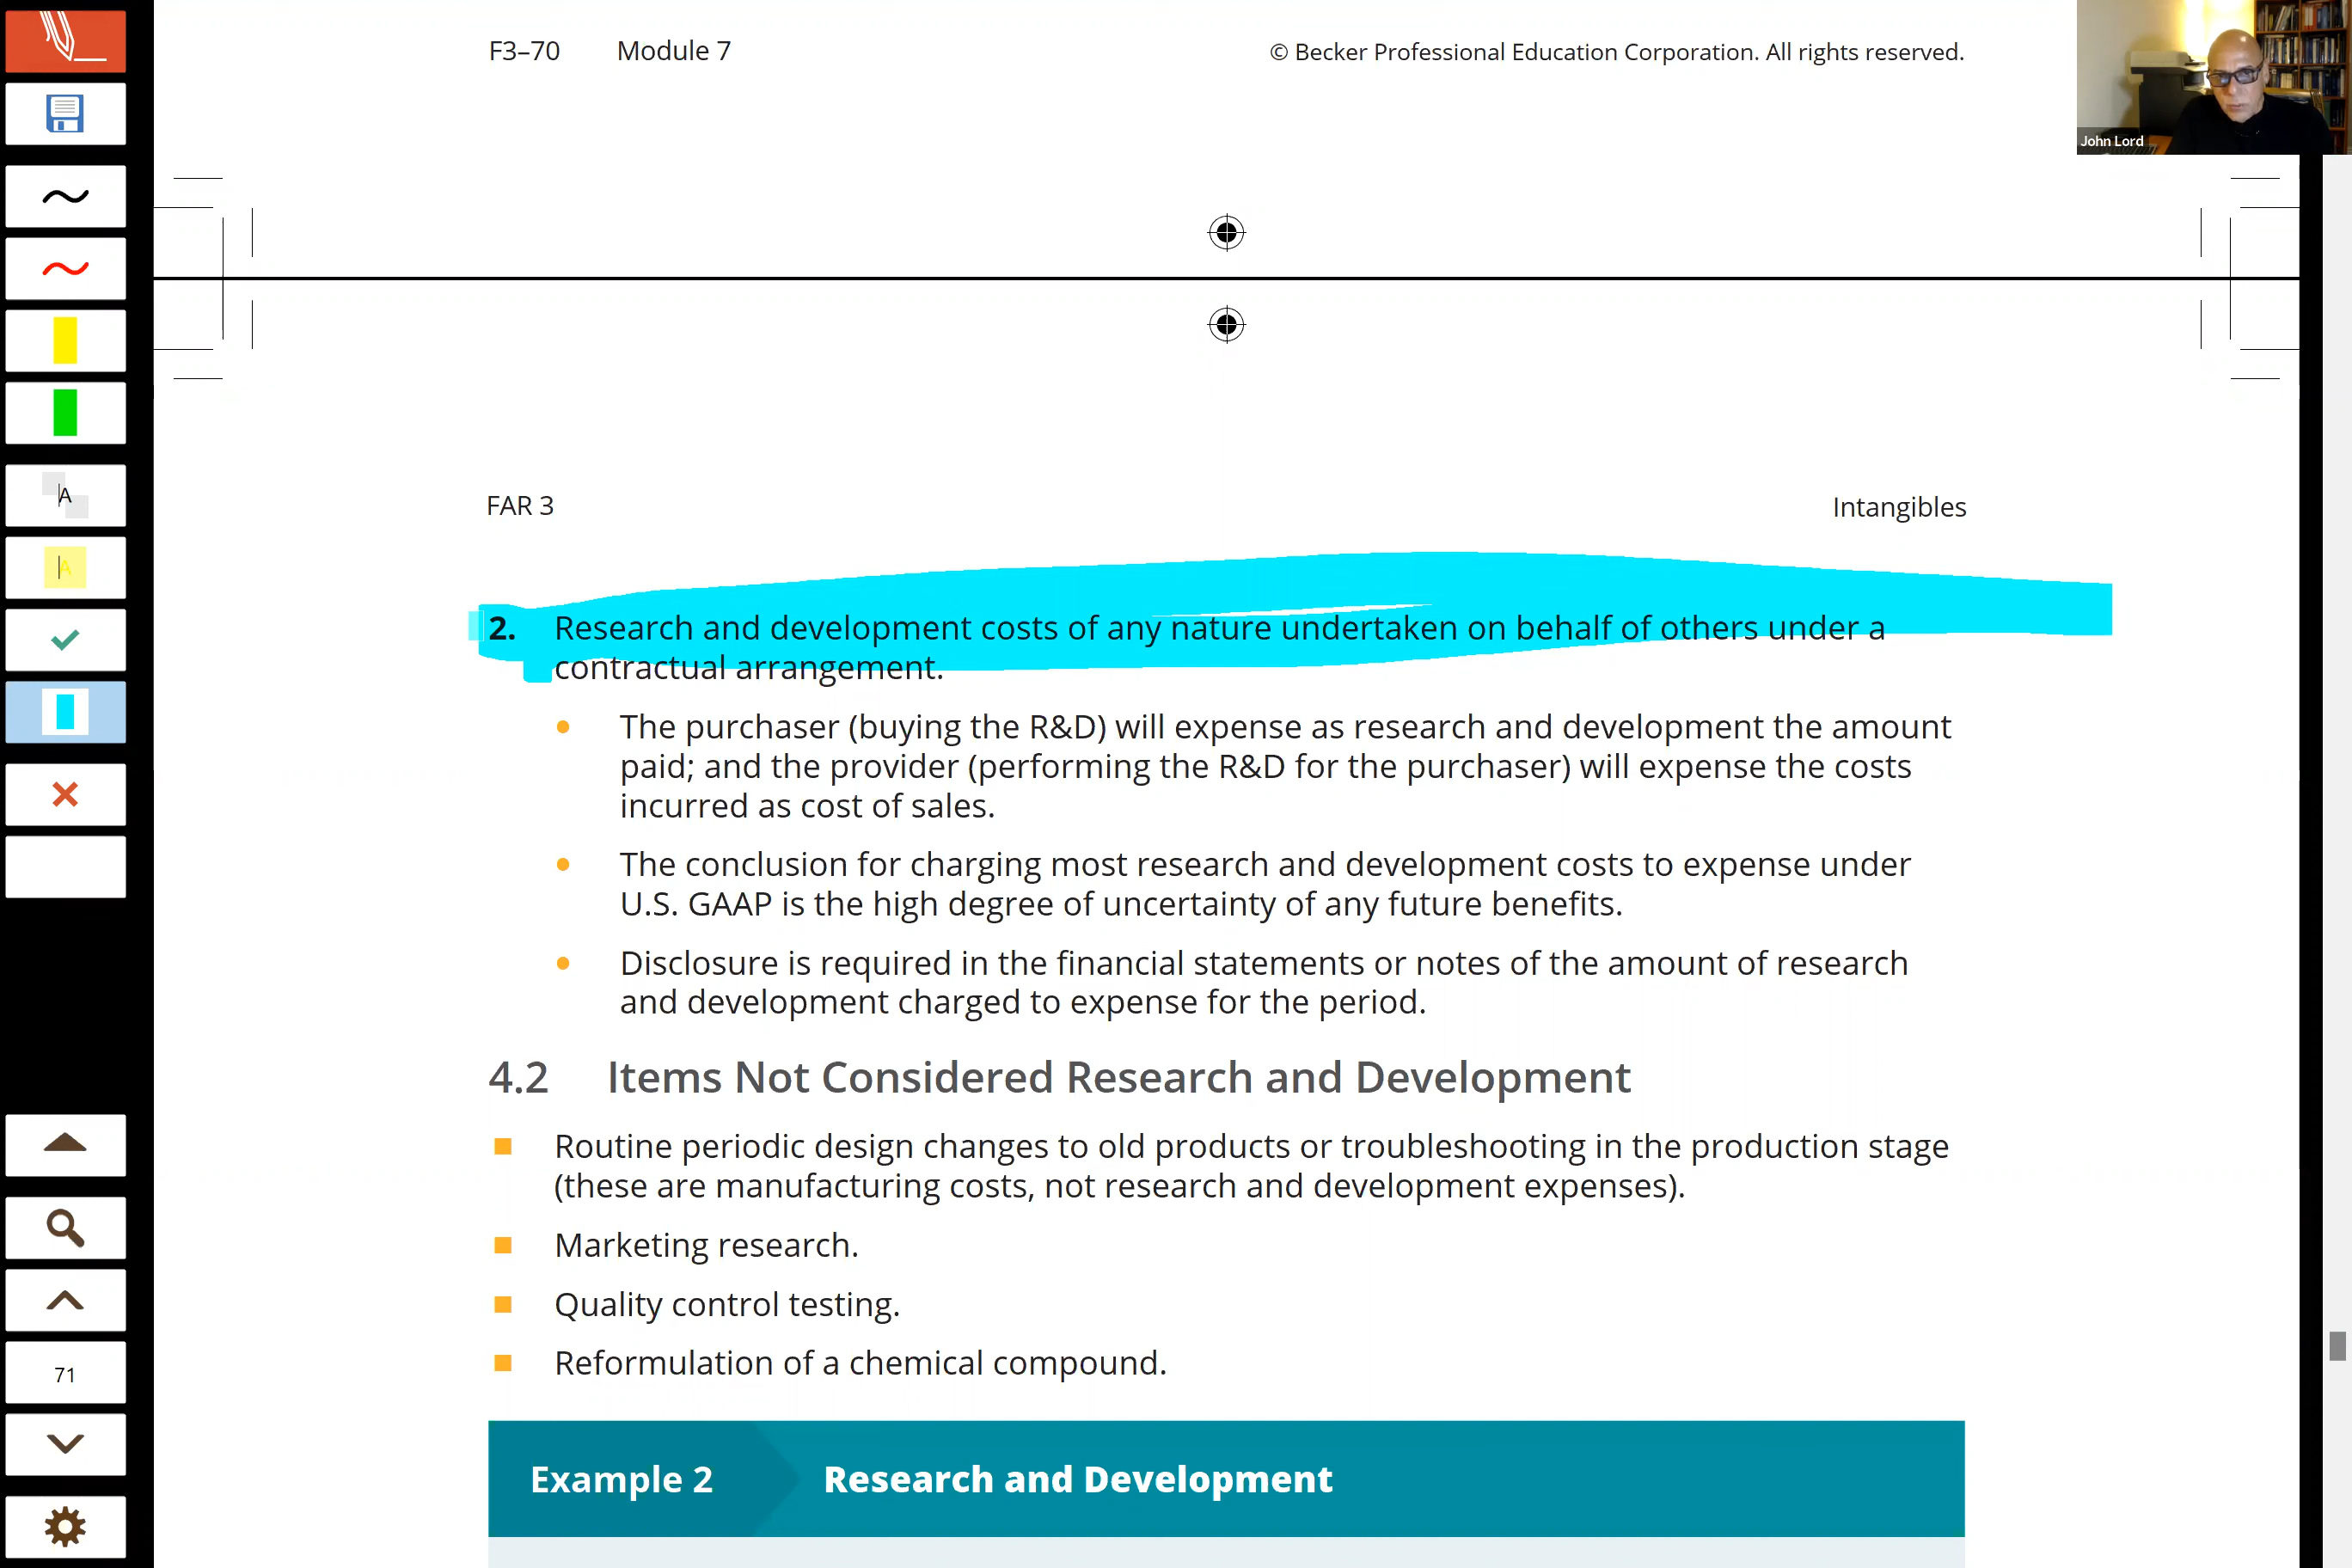 F3–70 Module 7 © Becker Professional Education Corporation. All rights reserved.
John Lord
FAR 3 Intangibles
2. Research and development costs of any nature undertaken on behalf of others under a
contractual arrangement.
• The purchaser (buying the R&D) will expense as research and development the amount
paid; and the provider (performing the R&D for the purchaser) will expense the costs
incurred as cost of sales.
• The conclusion for charging most research and development costs to expense under
U.S. GAAP is the high degree of uncertainty of any future benefits.
• Disclosure is required in the financial statements or notes of the amount of research
and development charged to expense for the period.
4.2 Items Not Considered Research and Development
■ Routine periodic design changes to old products or troubleshooting in the production stage
(these are manufacturing costs, not research and development expenses).
■ Marketing research.
■ Quality control testing.
■ Reformulation of a chemical compound.
Example 2 Research and Development
A
A
71